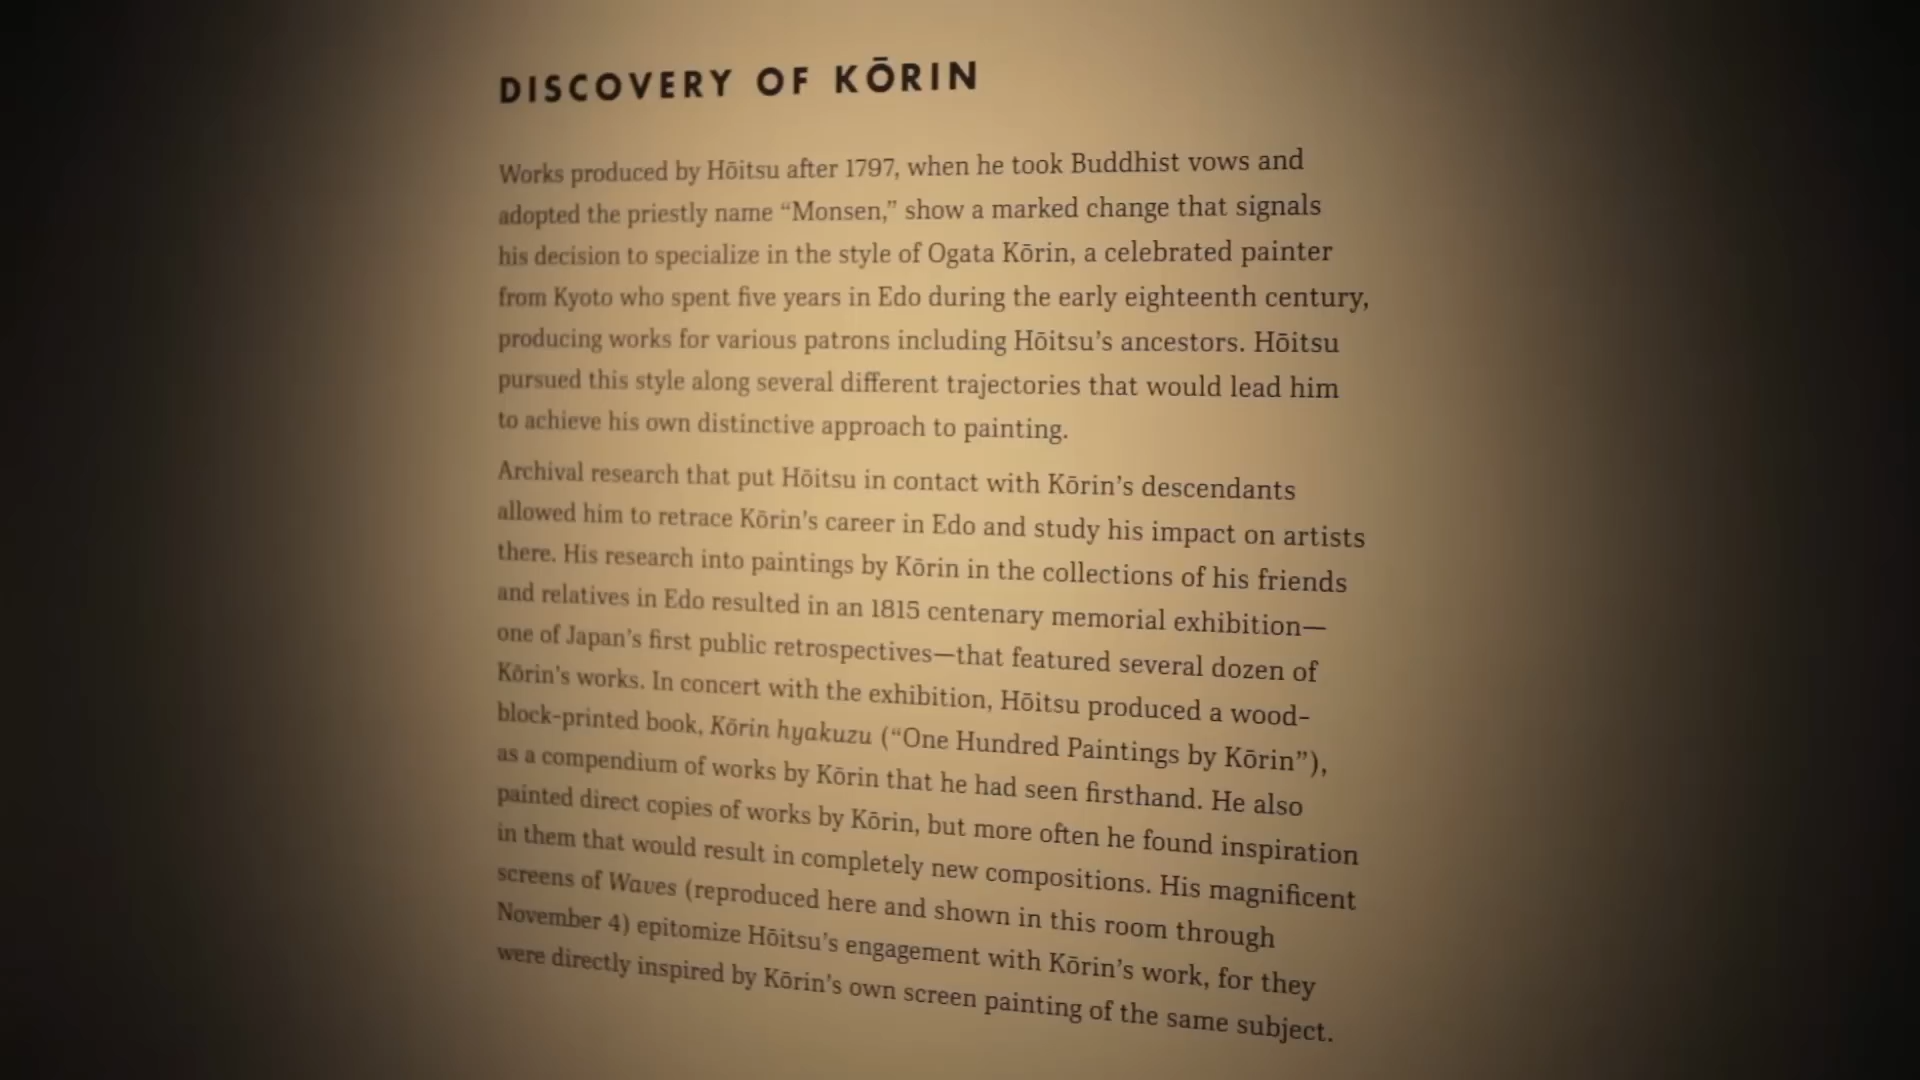 DISCOVERY OF KŌRIN
Works produced by Hōitsu after 1797, when he took Buddhist vows and
adopted the priestly name “Monsen,” show a marked change that signals
his decision to specialize in the style of Ogata Kōrin, a celebrated painter
from Kyoto who spent five years in Edo during the early eighteenth century,
producing works for various patrons including Hōitsu’s ancestors. Hōitsu
pursued this style along several different trajectories that would lead him
to achieve his own distinctive approach to painting.
Archival research that put Hōitsu in contact with Kōrin’s descendants
allowed him to retrace Kōrin’s career in Edo and study his impact on artists
there. His research into paintings by Kōrin in the collections of his friends
and relatives in Edo resulted in an 1815 centenary memorial exhibition—
one of Japan’s first public retrospectives—that featured several dozen of
Kōrin’s works. In concert with the exhibition, Hōitsu produced a wood-
block-printed book, Kōrin hyakuzu (“One Hundred Paintings by Kōrin”),
as a compendium of works by Kōrin that he had seen firsthand. He also
painted direct copies of works by Kōrin, but more often he found inspiration
in them that would result in completely new compositions. His magnificent
screens of Waves (reproduced here and shown in this room through
November 4) epitomize Hōitsu’s engagement with Kōrin’s work, for they
were directly inspired by Kōrin’s own screen painting of the same subject.